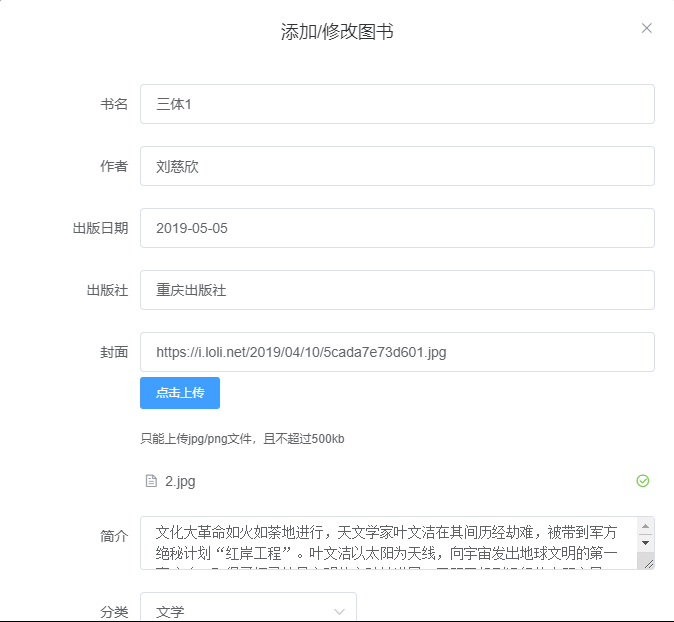 添加/修改图书
书名
三体1
作者
刘慈欣
出版日期
2019-05-05
出版社
重庆出版社
封面
https://i.loli.net/2019/04/10/5cada7e73d601.jpg
点击上传
只能上传jpg/png文件，且不超过500kb
2.jpg
简介
文化大革命如火如荼地进行，天文学家叶文洁在其间历经劫难，被带到军方
绝秘计划“红岸工程”。叶文洁以太阳为天线，向宇宙发出地球文明的第一
分类
文学